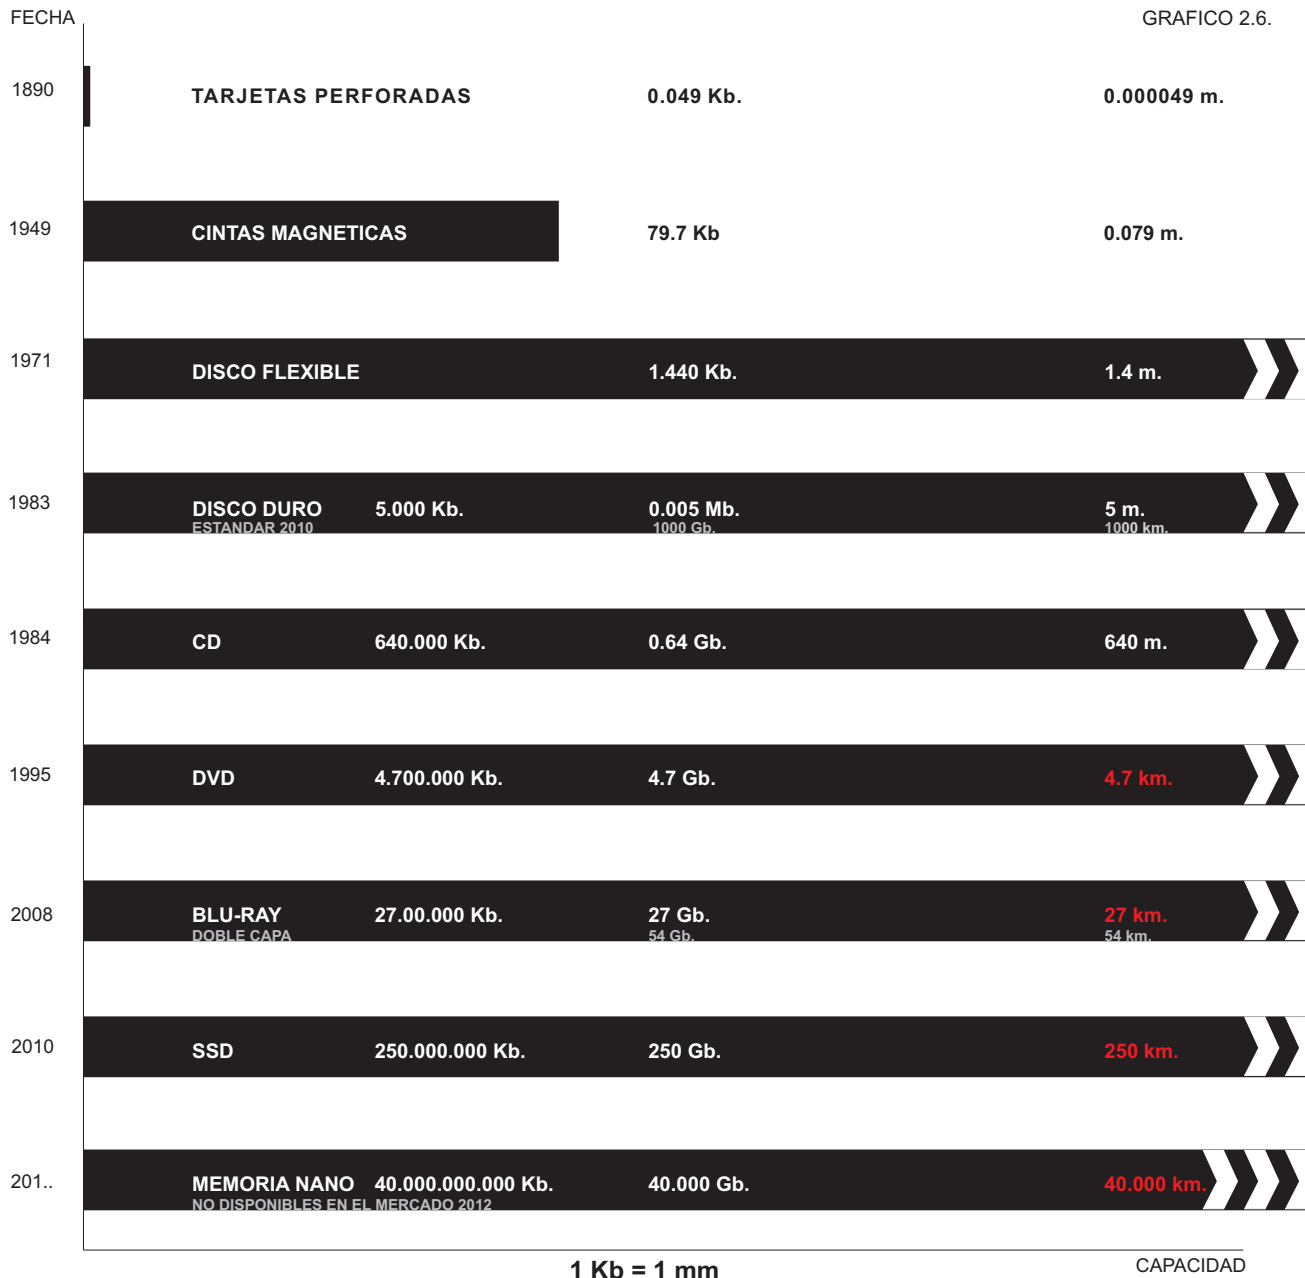 FECHA
GRAFICO 2.6.
1890 TARJETAS PERFORADAS 0.049 Kb. 0.000049 m.
1949 CINTAS MAGNETICAS 79.7 Kb 0.079 m.
1971 DISCO FLEXIBLE 1.440 Kb. 1.4 m.
1983 DISCO DURO 5.000 Kb. 0.005 Mb. 5 m.
ESTANDAR 2010 1000 Gb. 1000 km.
1984 CD 640.000 Kb. 0.64 Gb. 640 m.
1995 DVD 4.700.000 Kb. 4.7 Gb. 4.7 km.
2008 BLU-RAY 27.00.000 Kb. 27 Gb. 27 km.
DOBLE CAPA 54 Gb. 54 km.
2010 SSD 250.000.000 Kb. 250 Gb. 250 km.
201.. MEMORIA NANO 40.000.000.000 Kb. 40.000 Gb. 40.000 km.
NO DISPONIBLES EN EL MERCADO 2012
1 Kb = 1 mm
CAPACIDAD